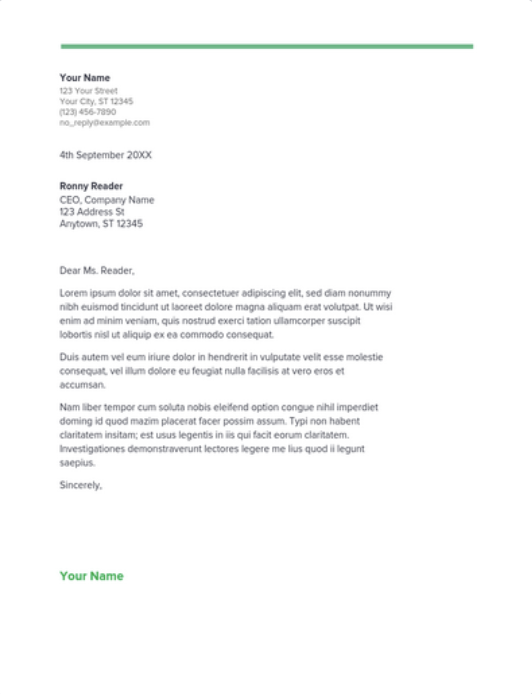 Your Name
123 Your Street
Your City, ST 12345
(123) 456-7890
no_reply@example.com
4th September 20XX
Ronny Reader
CEO, Company Name
123 Address St
Anytown, ST 12345
Dear Ms. Reader,
Lorem ipsum dolor sit amet, consectetuer adipiscing elit, sed diam nonummy
nibh euismod tincidunt ut laoreet dolore magna aliquam erat volutpat. Ut wisi
enim ad minim veniam, quis nostrud exerci tation ullamcorper suscipit
lobortis nisl ut aliquip ex ea commodo consequat.
Duis autem vel eum iriure dolor in hendrerit in vulputate velit esse molestie
consequat, vel illum dolore eu feugiat nulla facilisis at vero eros et
accumsan.
Nam liber tempor cum soluta nobis eleifend option congue nihil imperdiet
doming id quod mazim placerat facer possim assum. Typi non habent
claritatem insitam; est usus legentis in iis qui facit eorum claritatem.
Investigationes demonstraverunt lectores legere me lius quod ii legunt
saepius.
Sincerely,
Your Name